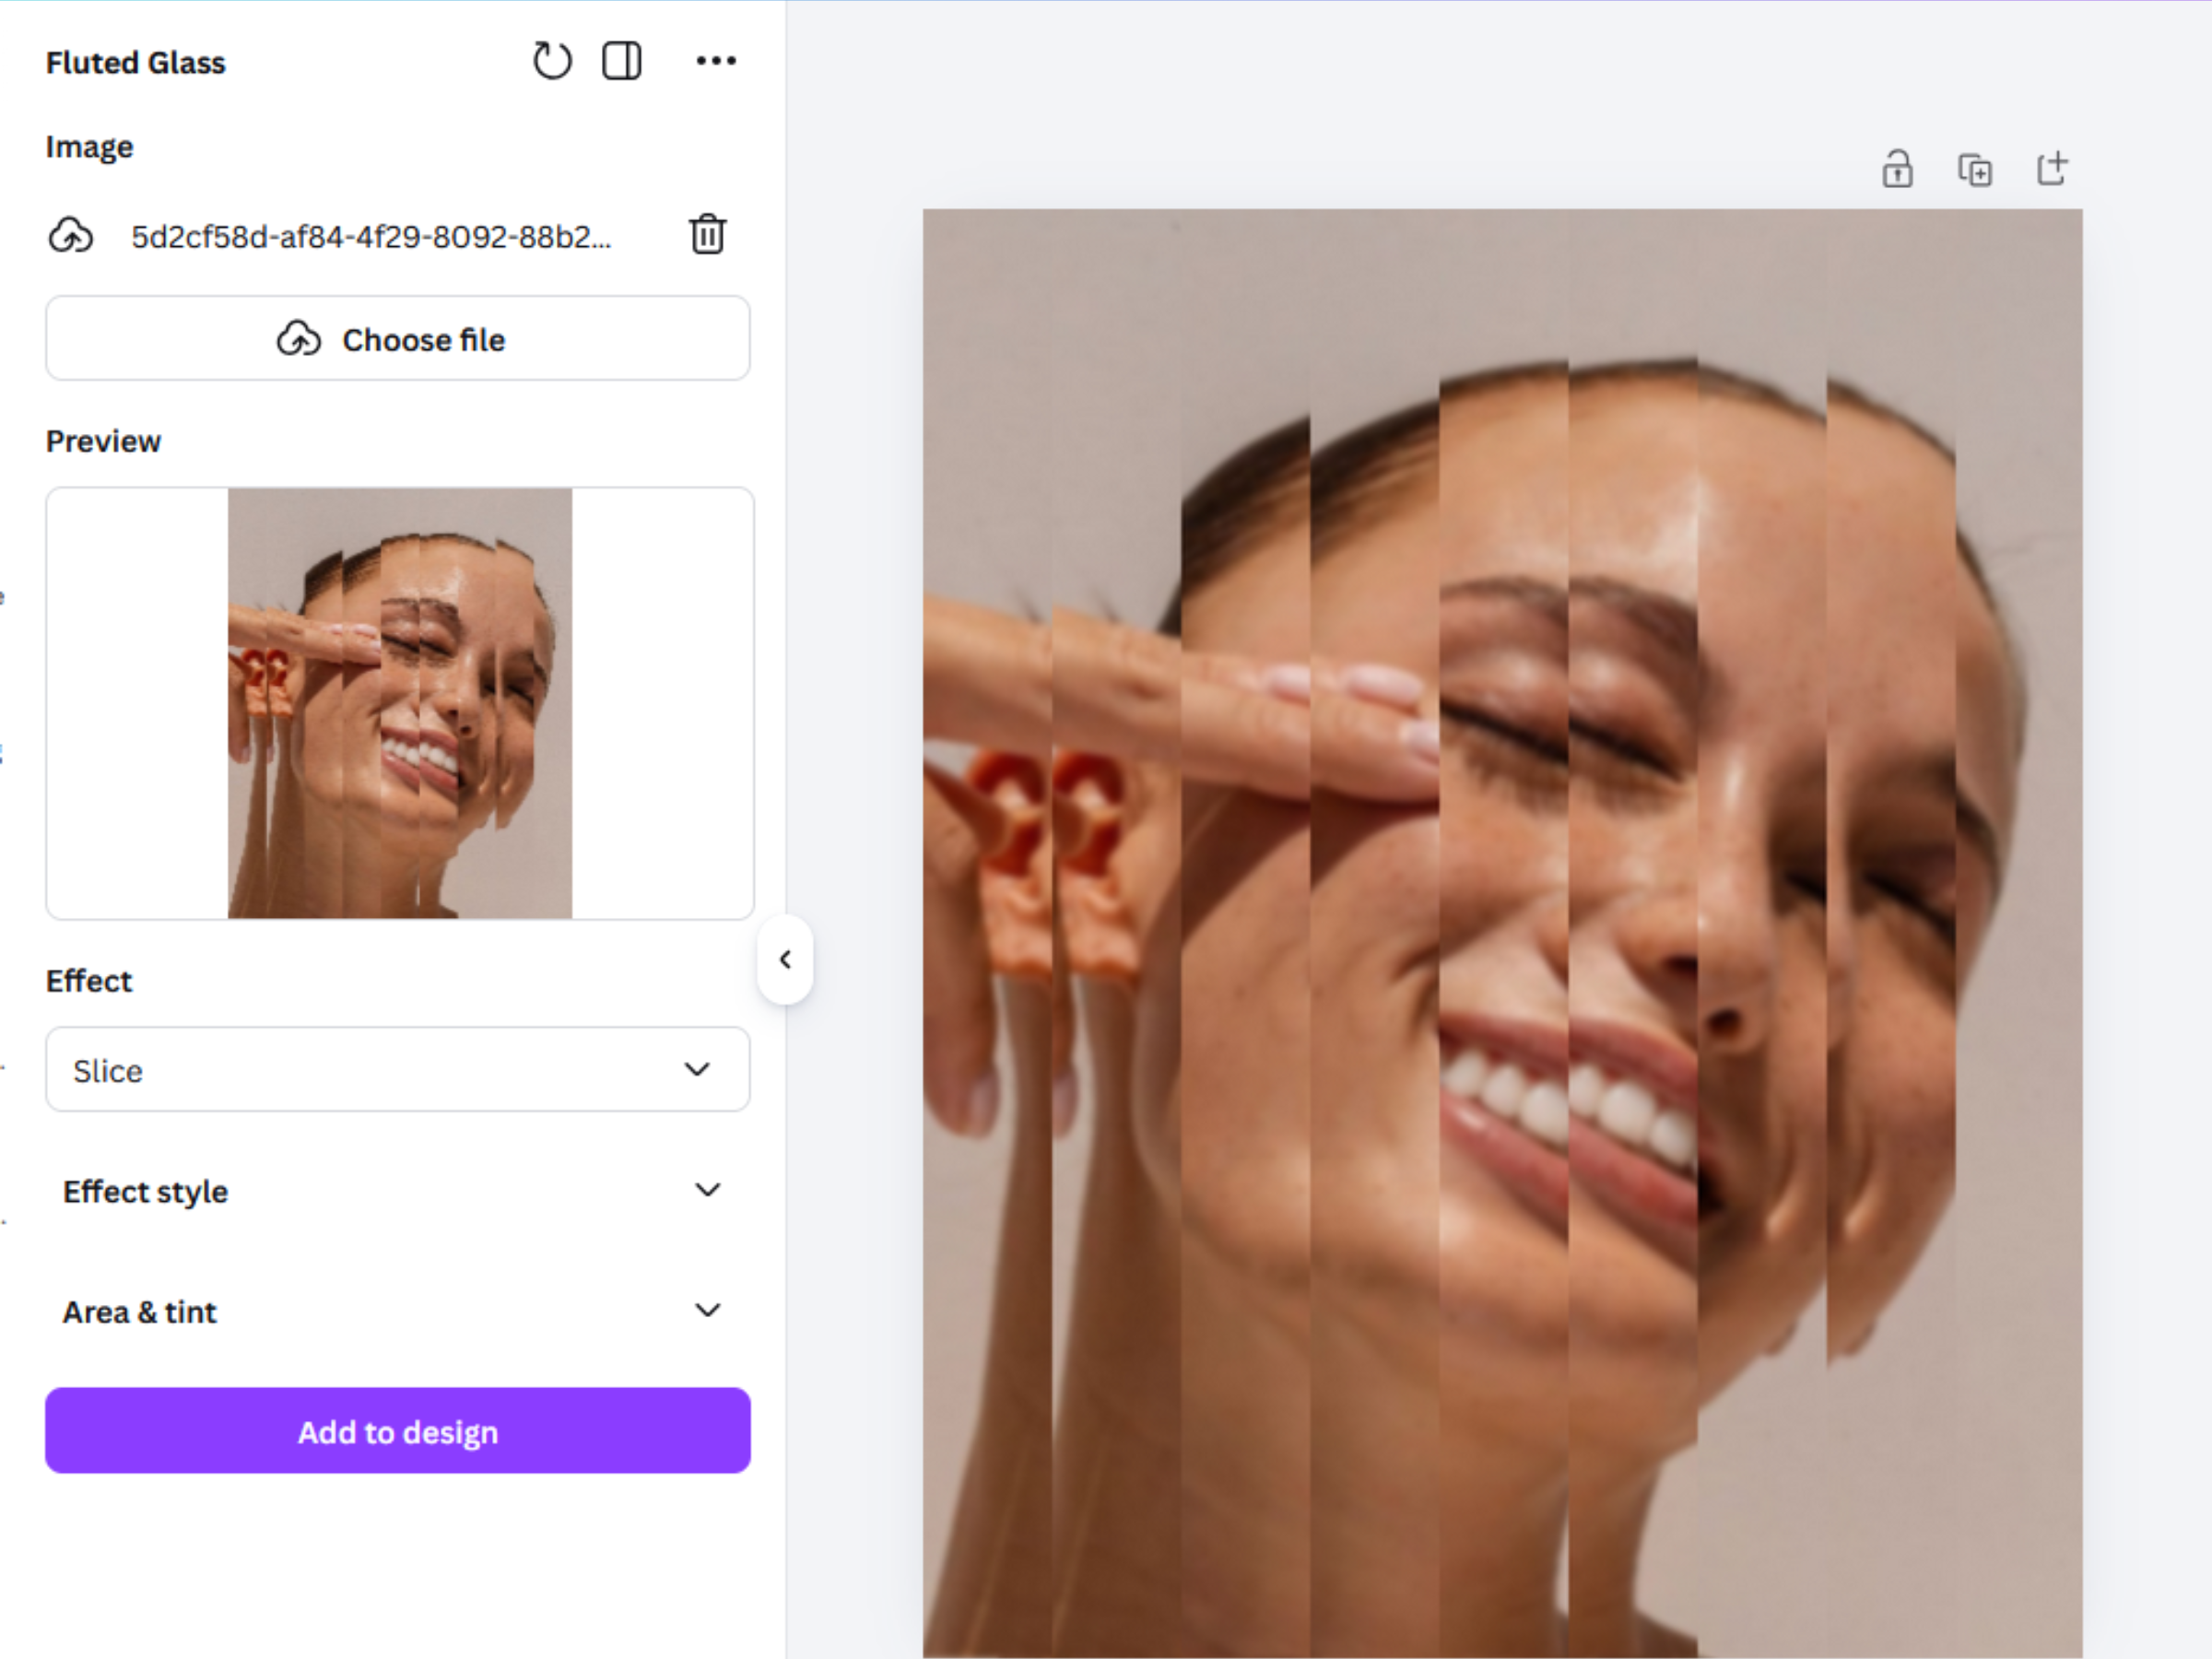 Fluted Glass
Image
5d2cf58d-af84-4f29-8092-88b2...
Choose file
Preview
Effect
Slice
Effect style
Area & tint
Add to design